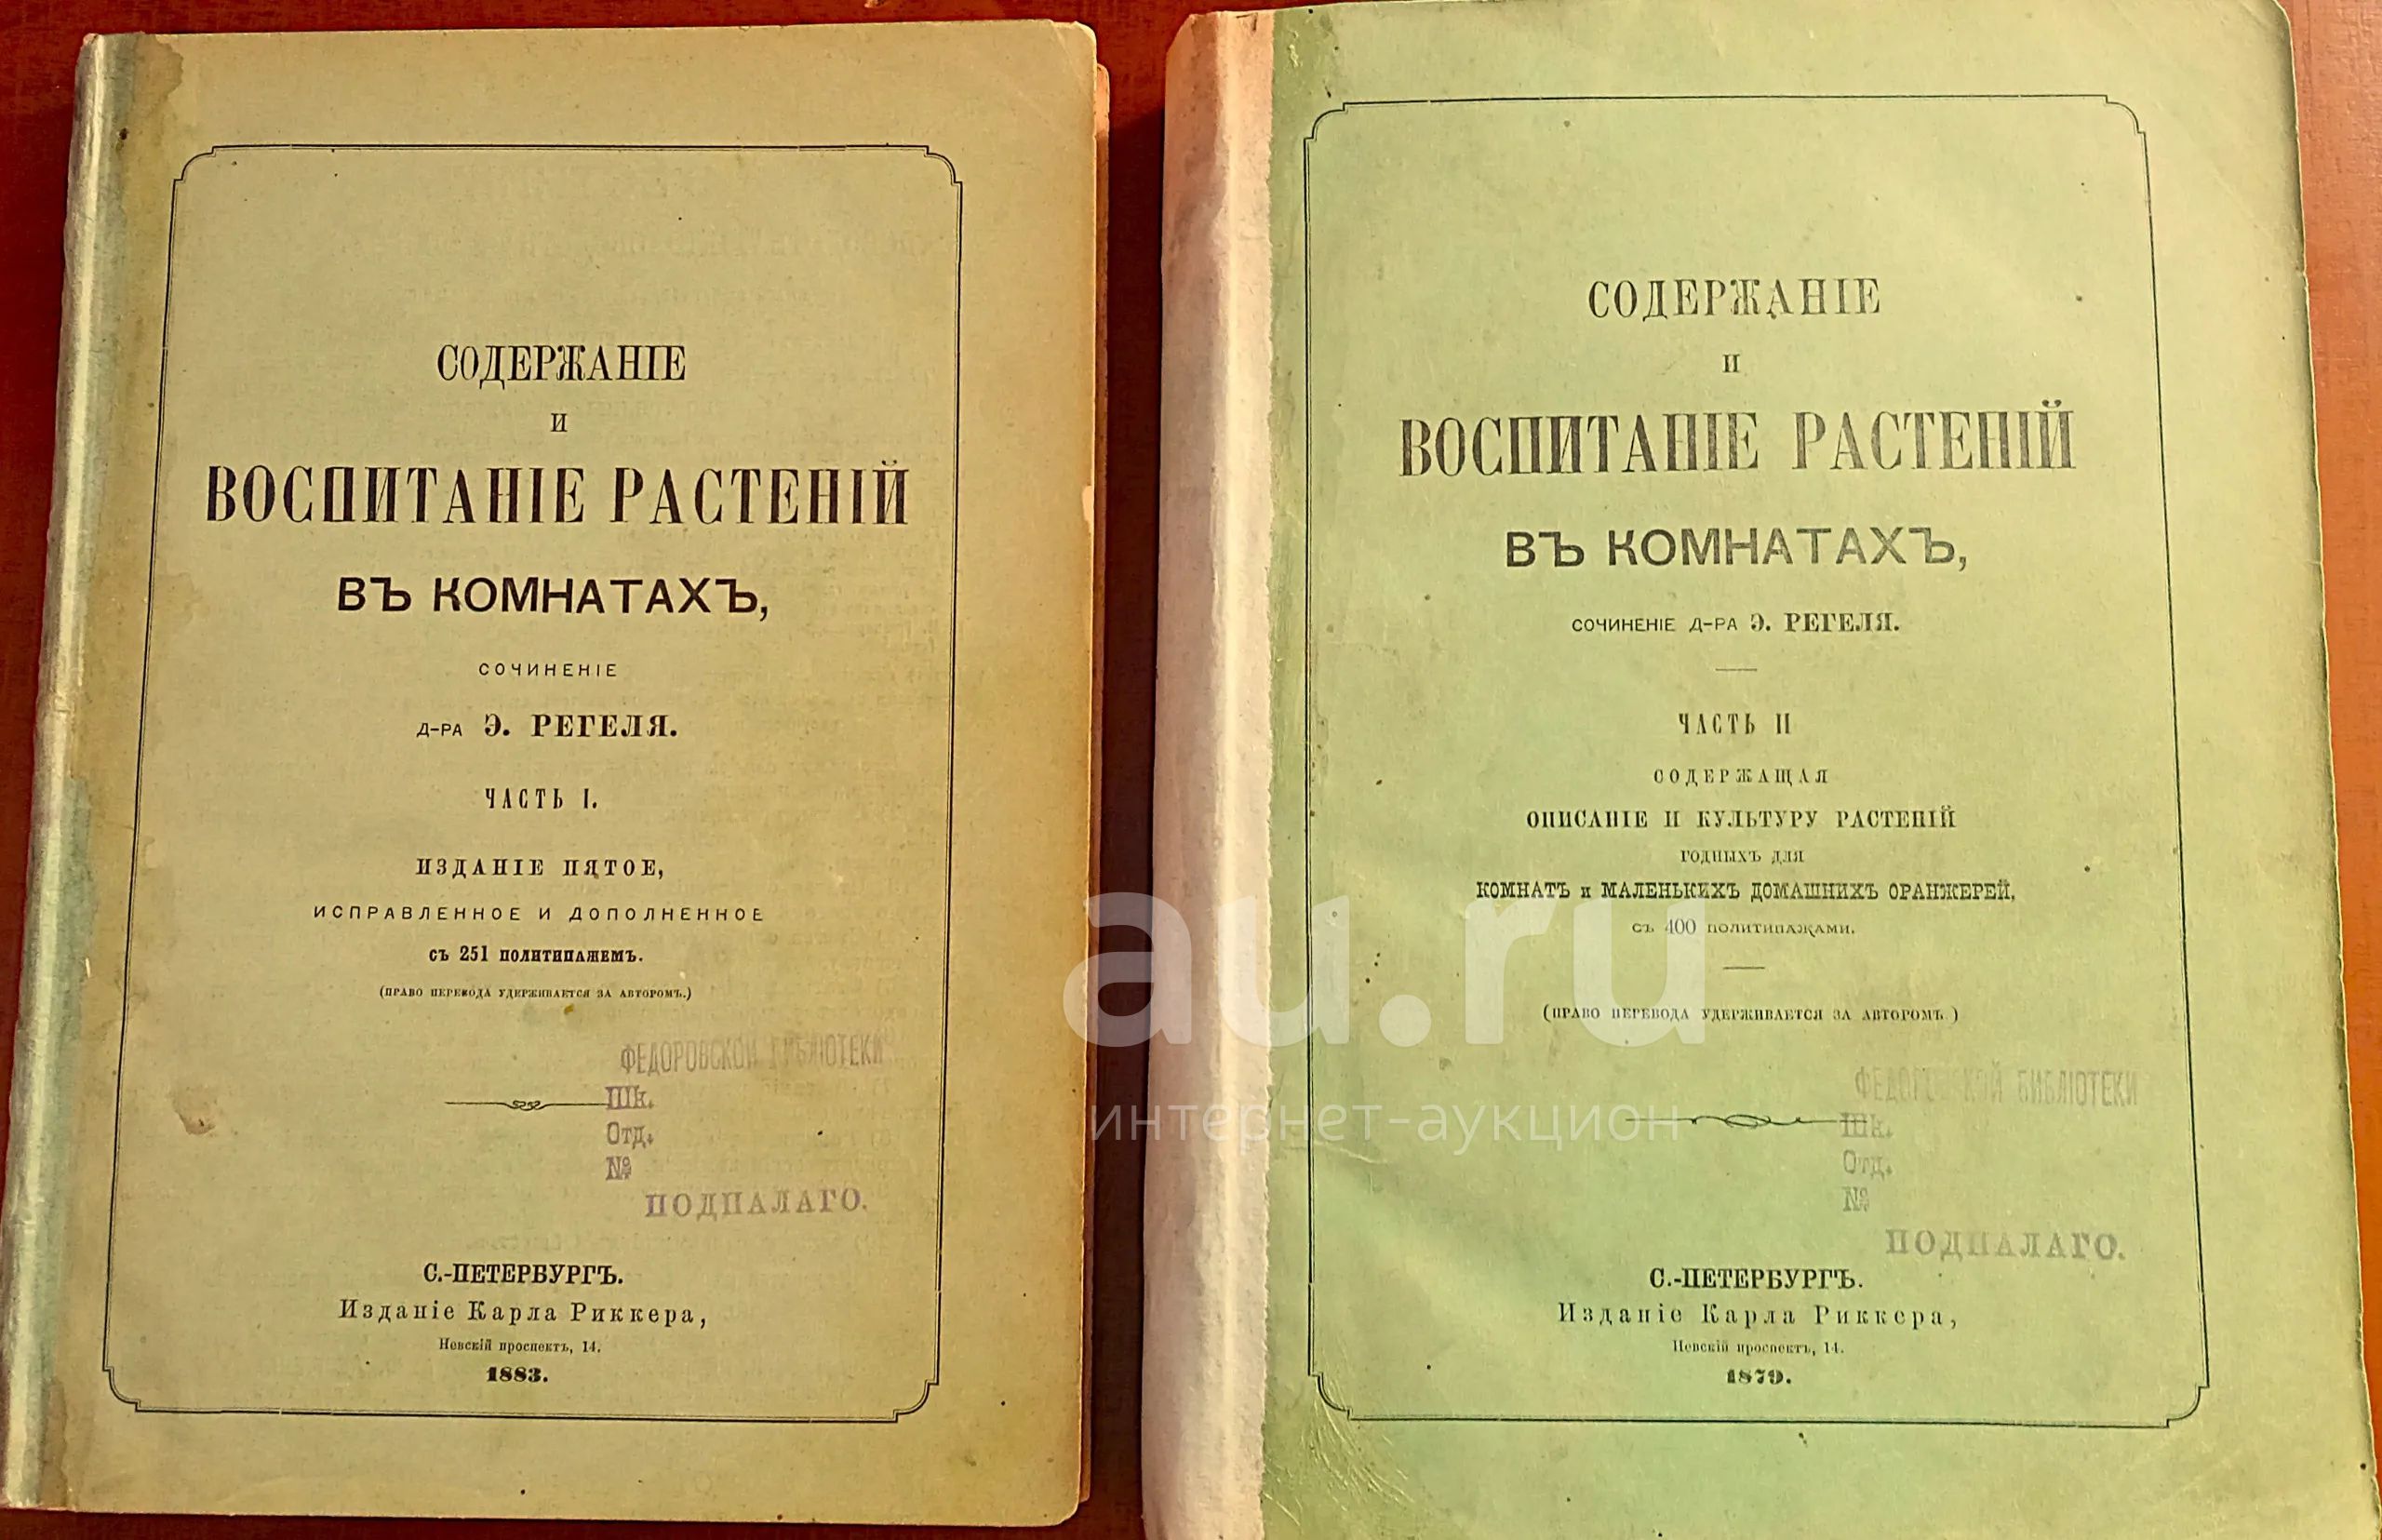 СОДЕРЖАНІЕ
И
ВОСПИТАНІЕ РАСТЕНІЙ
ВЪ КОМНАТАХЪ,
СОЧИНЕНІЕ
Д-РА Э. РЕГЕЛЯ.
ЧАСТЬ I.
ИЗДАНІЕ ПЯТОЕ,
ИСПРАВЛЕННОЕ И ДОПОЛНЕННОЕ
СЪ 251 ПОЛИТИПАЖЕМЪ.
(ПРАВО ПЕРЕВОДА УДЕРЖИВАЕТСЯ ЗА АВТОРОМЪ.)
ФЕДОРОВСКОЙ БИБЛІОТЕКИ
Шк.
Отд.
№
ПОДПАЛАГО.
С.-ПЕТЕРБУРГЪ.
Изданіе Карла Риккера,
Невскій проспектъ, 14.
1883.
СОДЕРЖАНІЕ
И
ВОСПИТАНІЕ РАСТЕНІЙ
ВЪ КОМНАТАХЪ,
СОЧИНЕНІЕ Д-РА Э. РЕГЕЛЯ.
ЧАСТЬ II
СОДЕРЖАЩАЯ
ОПИСАНІЕ И КУЛЬТУРУ РАСТЕНІЙ
ГОДНЫХЪ ДЛЯ
КОМНАТЪ и МАЛЕНЬКИХЪ ДОМАШНИХЪ ОРАНЖЕРЕЙ,
СЪ 400 ПОЛИТИПАЖАМИ.
(ПРАВО ПЕРЕВОДА УДЕРЖИВАЕТСЯ ЗА АВТОРОМЪ )
ФЕДОРОВСКОЙ БИБЛІОТЕКИ
Шк.
Отд.
№
ПОДПАЛАГО.
С.-ПЕТЕРБУРГЪ.
Изданіе Карла Риккера,
Невскій проспектъ, 14.
1879.
au.ru
интернет-аукцион